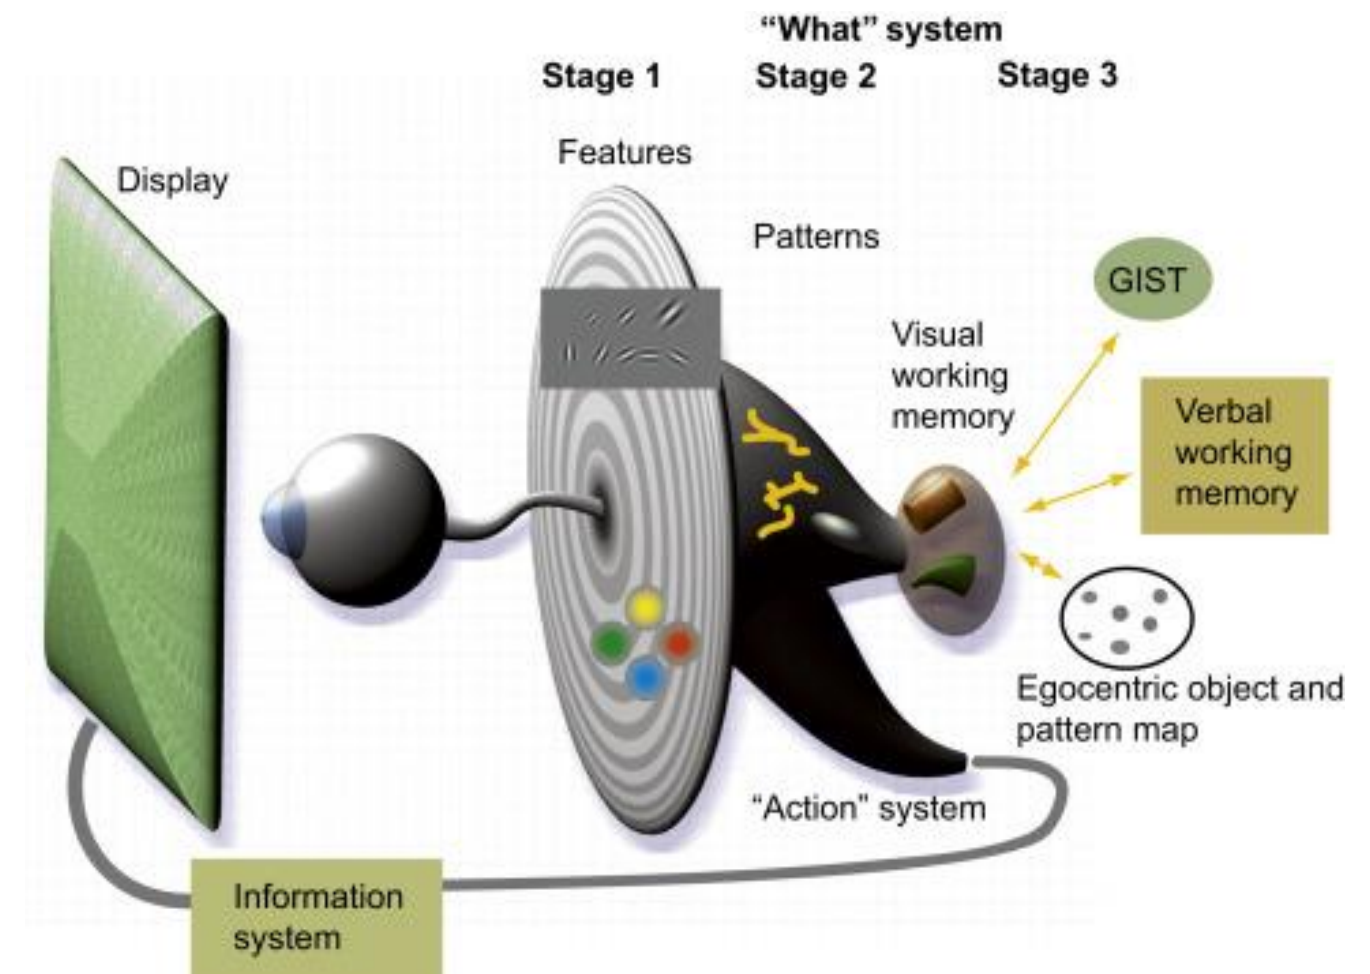 “What” system
Stage 1
Stage 2
Stage 3
Features
Display
Patterns
GIST
Visual
working
memory
Verbal
working
memory
Egocentric object and
pattern map
“Action” system
Information
system